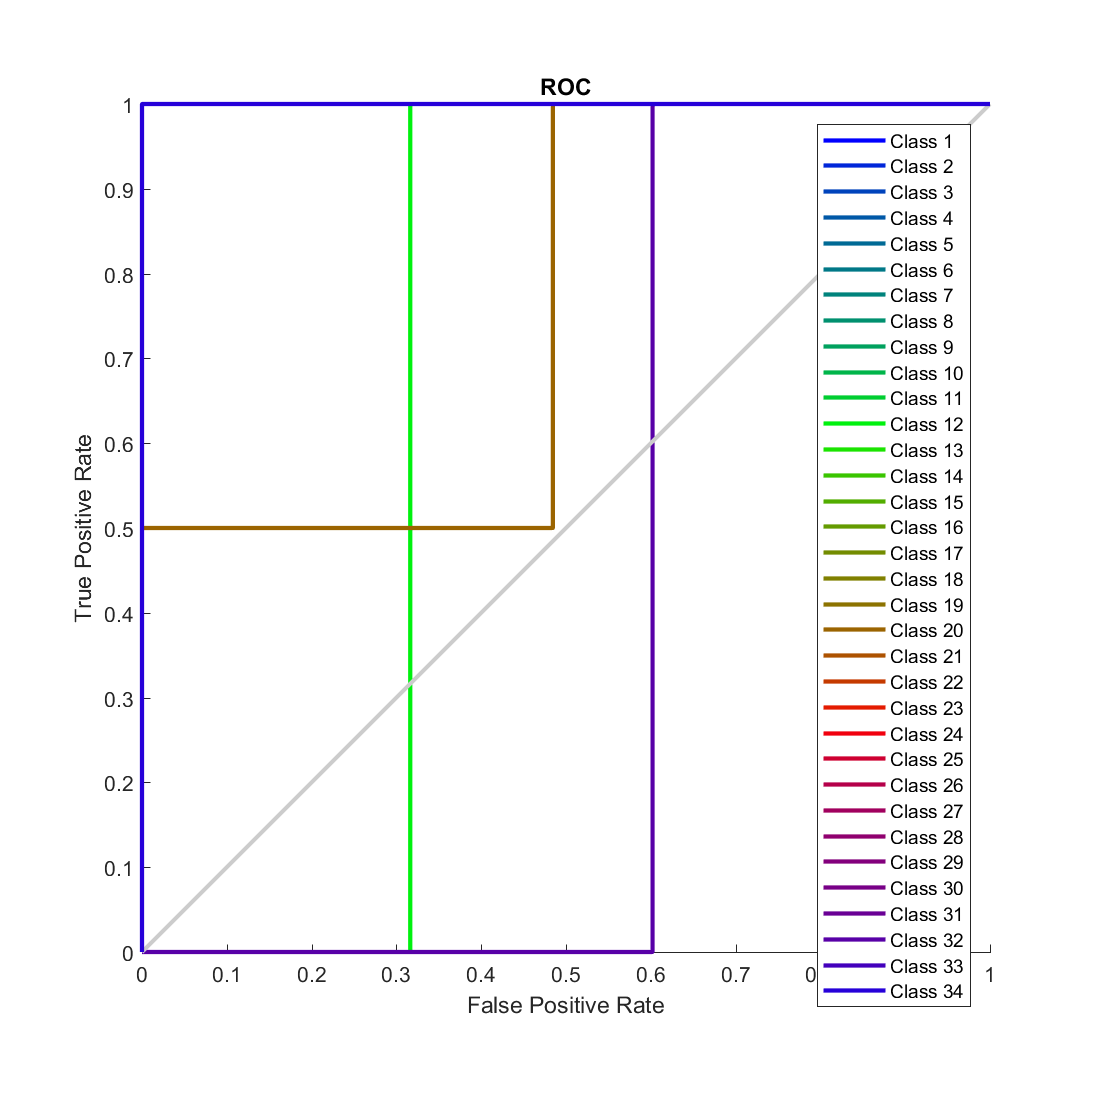 ROC
1
0.9
0.8
0.7
0.6
0.5
0.4
0.3
0.2
0.1
0
True Positive Rate
0 0.1 0.2 0.3 0.4 0.5 0.6 0.7 1
False Positive Rate
Class 1
Class 2
Class 3
Class 4
Class 5
Class 6
Class 7
Class 8
Class 9
Class 10
Class 11
Class 12
Class 13
Class 14
Class 15
Class 16
Class 17
Class 18
Class 19
Class 20
Class 21
Class 22
Class 23
Class 24
Class 25
Class 26
Class 27
Class 28
Class 29
Class 30
Class 31
Class 32
Class 33
Class 34